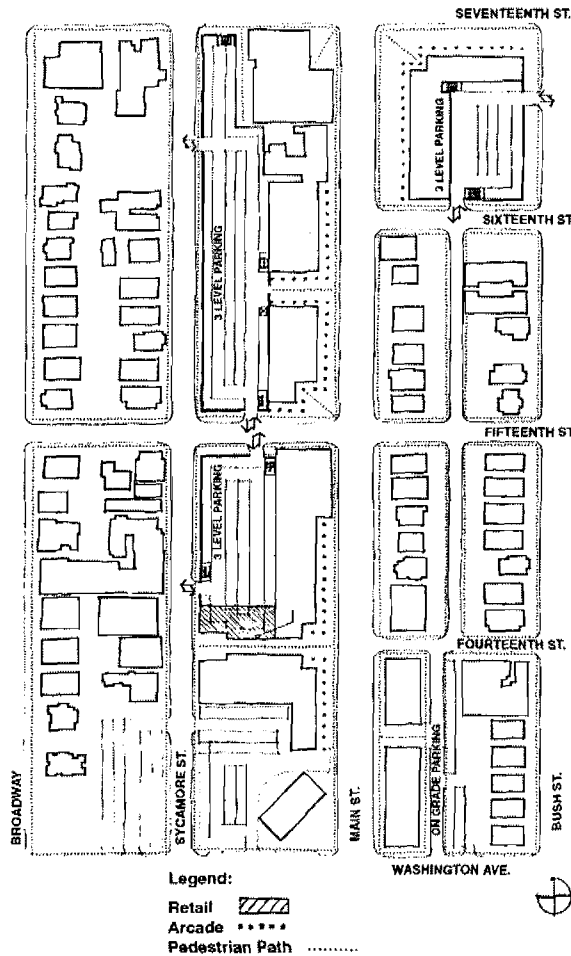 SEVENTEENTH ST.
3 LEVEL PARKING
SIXTEENTH ST.
3 LEVEL PARKING
FIFTEENTH ST.
3 LEVEL PARKING
FOURTEENTH ST.
BROADWAY
SYCAMORE ST.
MAIN ST.
ON GRADE PARKING
BUSH ST.
WASHINGTON AVE.
Legend:
Retail
Arcade
Pedestrian Path